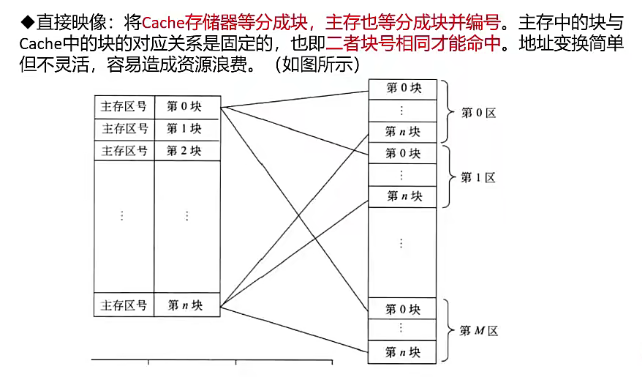 ◆直接映像：将Cache存储器等分成块，主存也等分成块并编号。主存中的块与
Cache中的块的对应关系是固定的，也即二者块号相同才能命中。地址变换简单
但不灵活，容易造成资源浪费。（如图所示）
主存区号 第 0 块
主存区号 第 1 块
主存区号 第 2 块
⋮ ⋮
主存区号 第 n 块
第 0 块
⋮
第 n 块
第 0 区
第 0 块
⋮
第 n 块
第 1 区
⋮
第 0 块
⋮
第 n 块
第 M 区